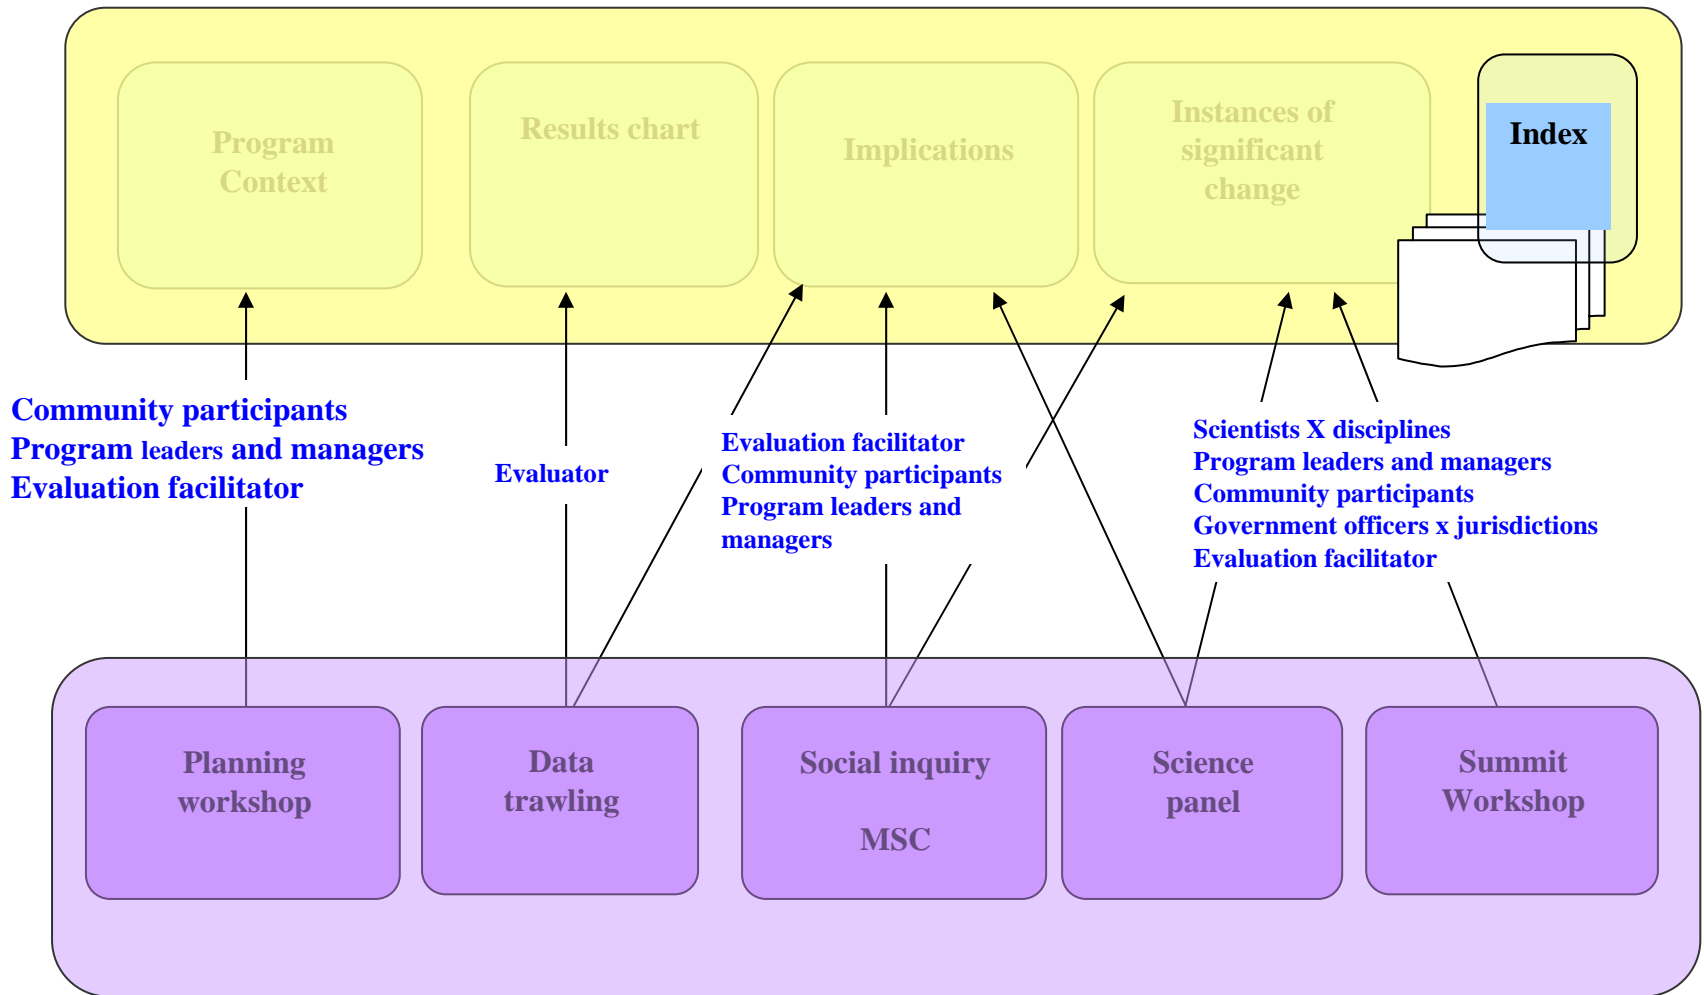 Program
Context
Results chart
Implications
Instances of
significant
change
Index
Community participants
Program leaders and managers
Evaluation facilitator
Evaluator
Evaluation facilitator
Community participants
Program leaders and
managers
Scientists X disciplines
Program leaders and managers
Community participants
Government officers x jurisdictions
Evaluation facilitator
Planning
workshop
Data
trawling
Social inquiry
MSC
Science
panel
Summit
Workshop